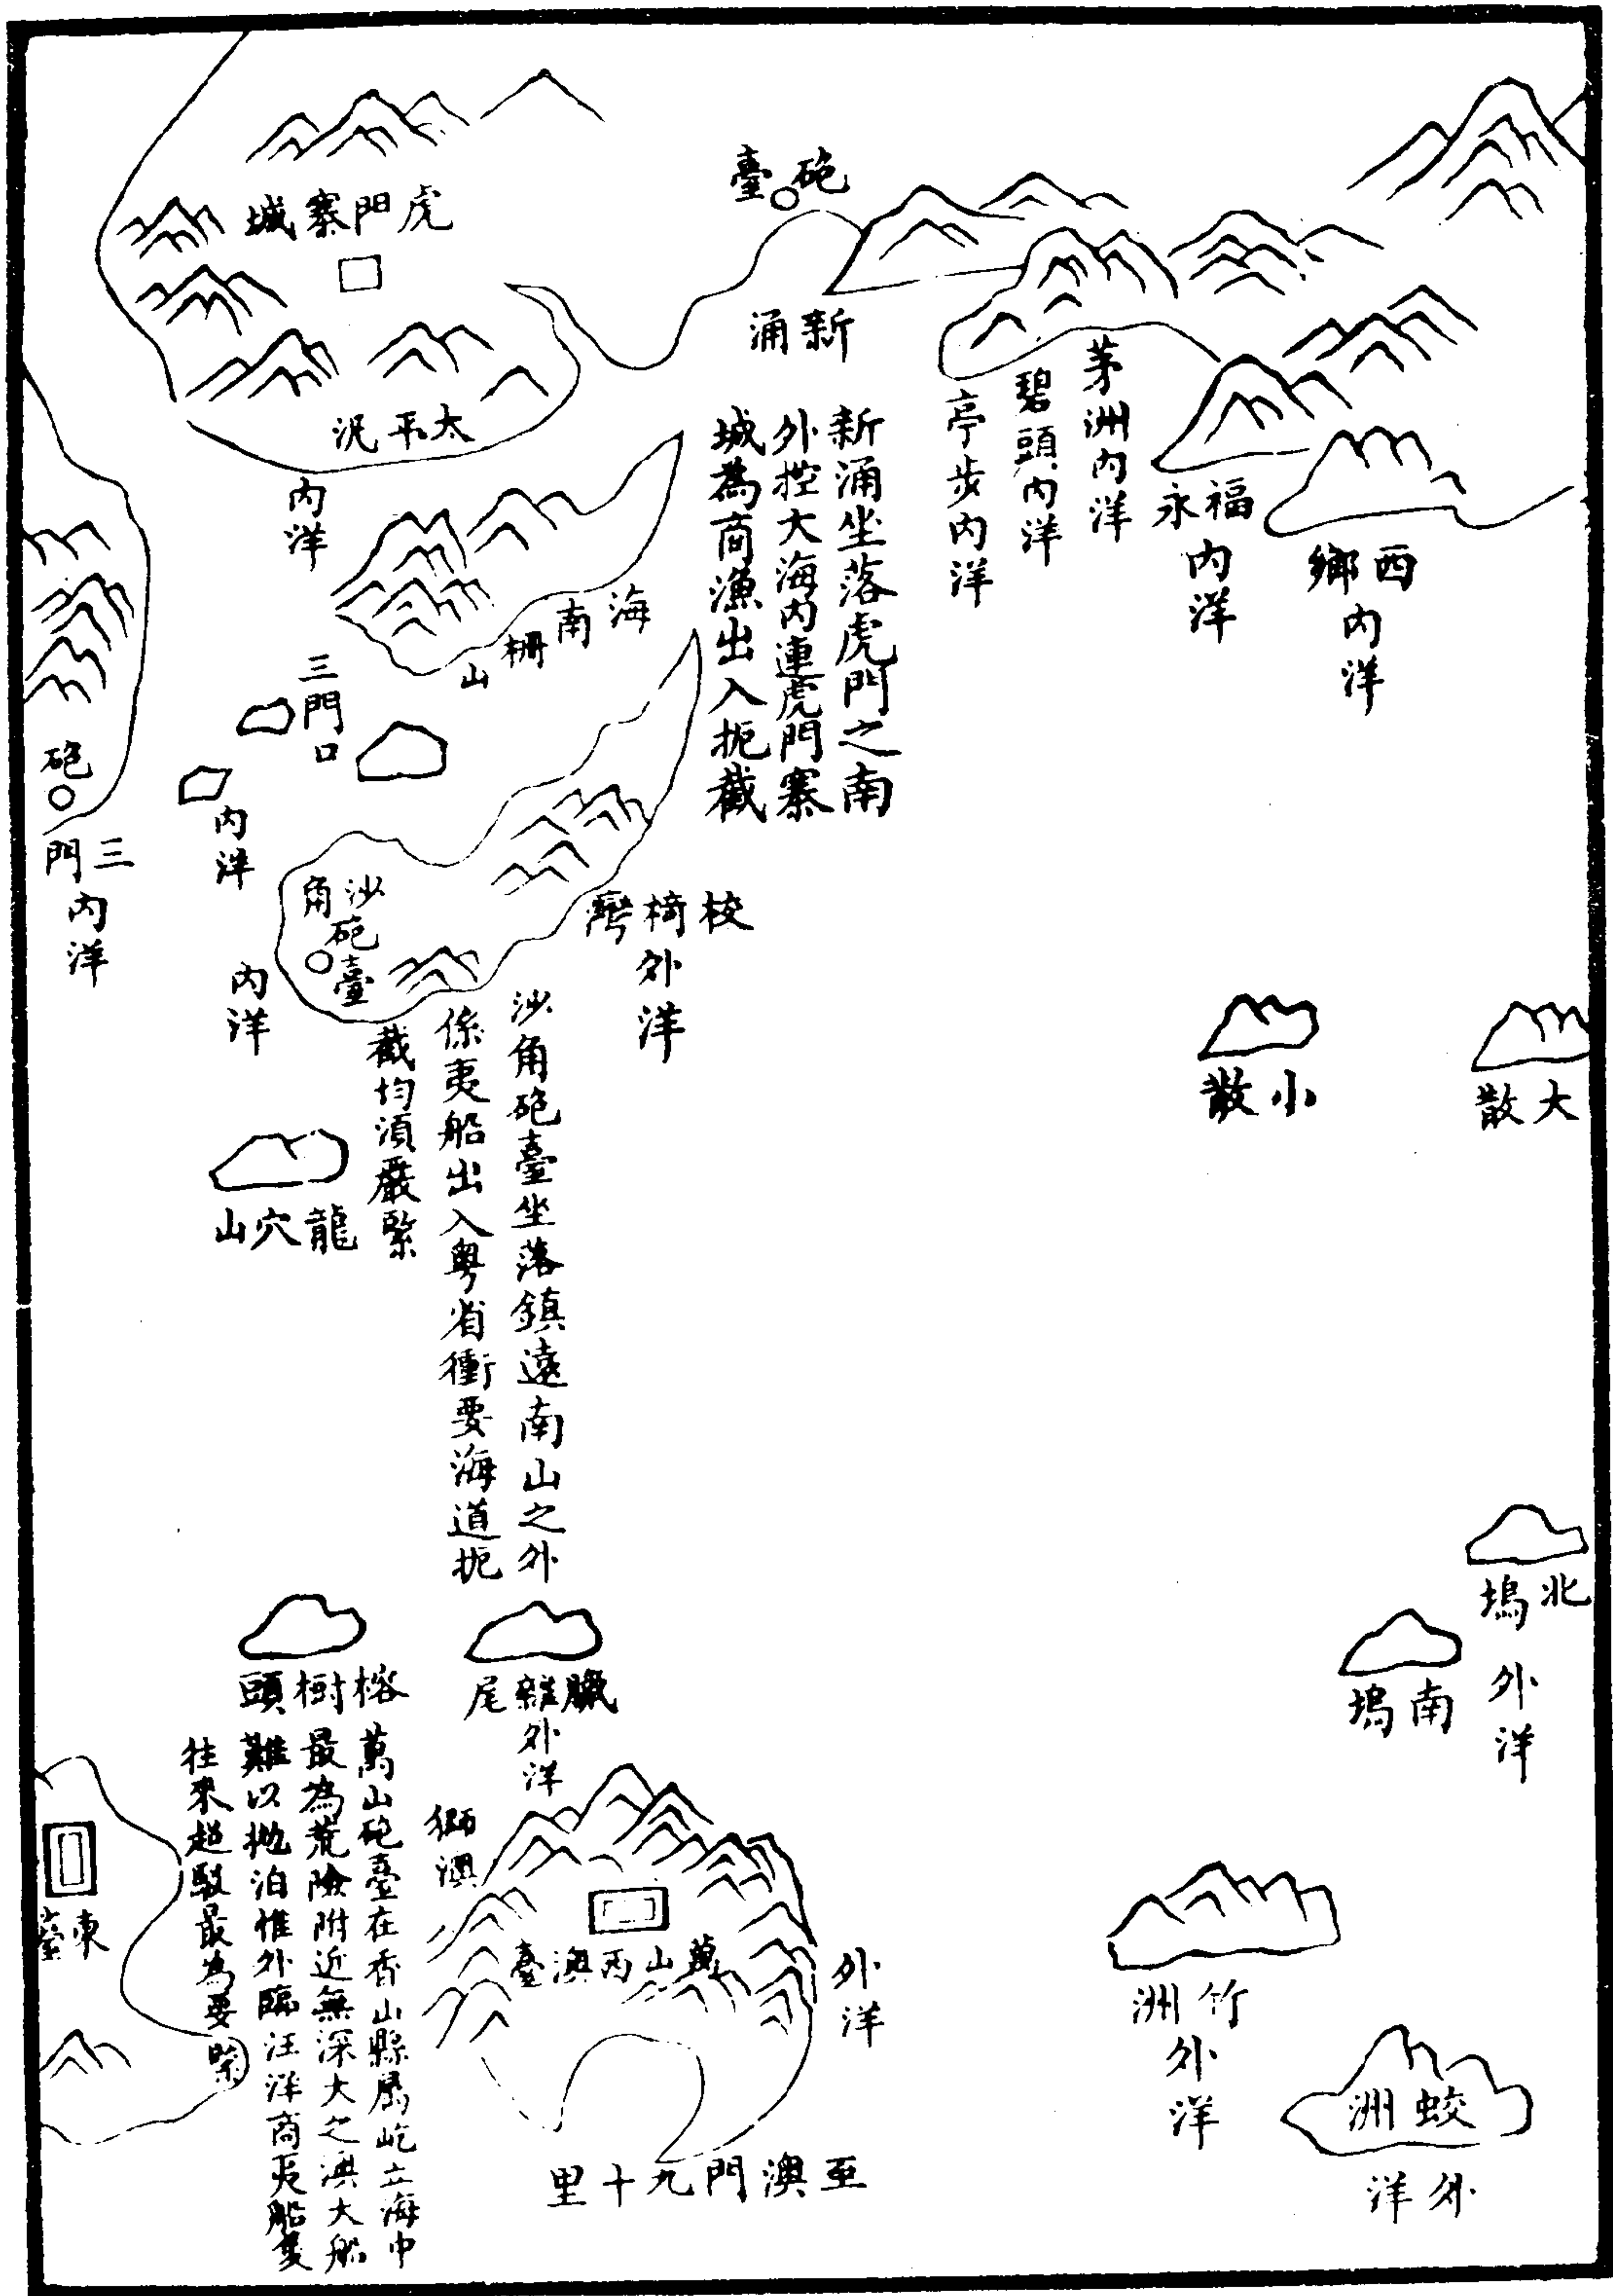 砲臺
虎門寨城
新涌
太平汛
內洋
茅洲內洋
碧頭內洋
亭步內洋
福永
內洋
西鄉
內洋
新涌坐落虎門之南
外控大海內連虎門寨
城為商漁出入扼截
海南柵山
三門口
內洋
砲
三門
內洋
沙角
砲臺
內洋
校椅灣
外洋
沙角砲臺坐落鎮遠南山之外
係夷船出入粵省衝要海道扼
截均須嚴緊
大散
小散
龍穴山
北塢
外洋
南塢
榕樹頭
外洋
萬山砲臺在香山縣屬屹立海中
最為荒險附近無深大之澳大船
難以拋泊惟外臨汪洋商夷船隻
往來超駁最為要緊
澳
東臺
萬山西澳臺
外洋
竹洲
外洋
蛟洲
外洋
至澳門九十里